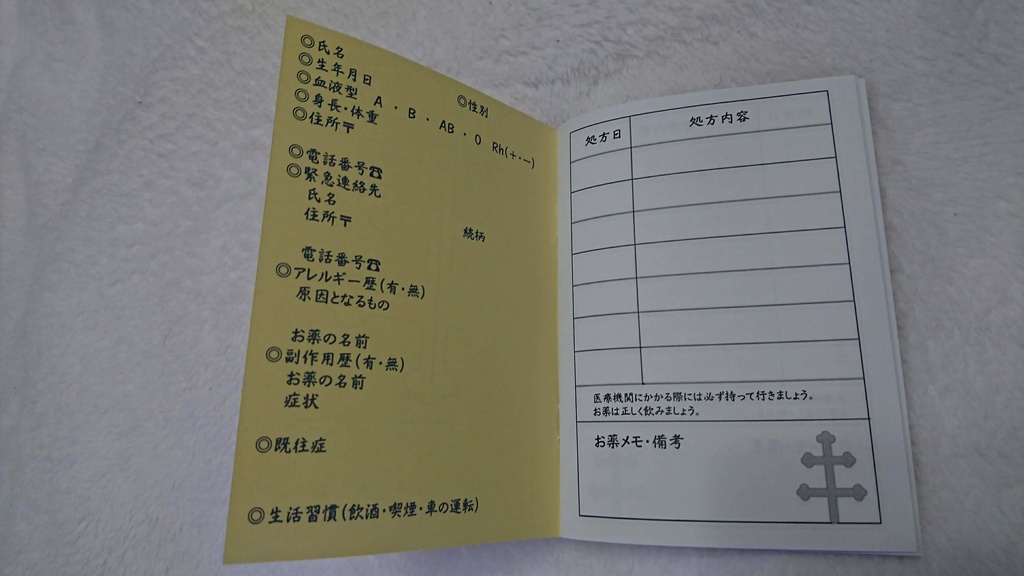 ◎氏名
◎生年月日 ◎性別
◎血液型 A・B・AB・O Rh(+・-)
◎身長・体重
◎住所〒
◎電話番号☎
◎緊急連絡先
氏名
住所〒 続柄
電話番号☎
◎アレルギー歴(有・無)
原因となるもの
お薬の名前
◎副作用歴(有・無)
お薬の名前
症状
◎既往症
◎生活習慣(飲酒・喫煙・車の運転)
処方日 処方内容
医療機関にかかる際には必ず持って行きましょう。
お薬は正しく飲みましょう。
お薬メモ・備考